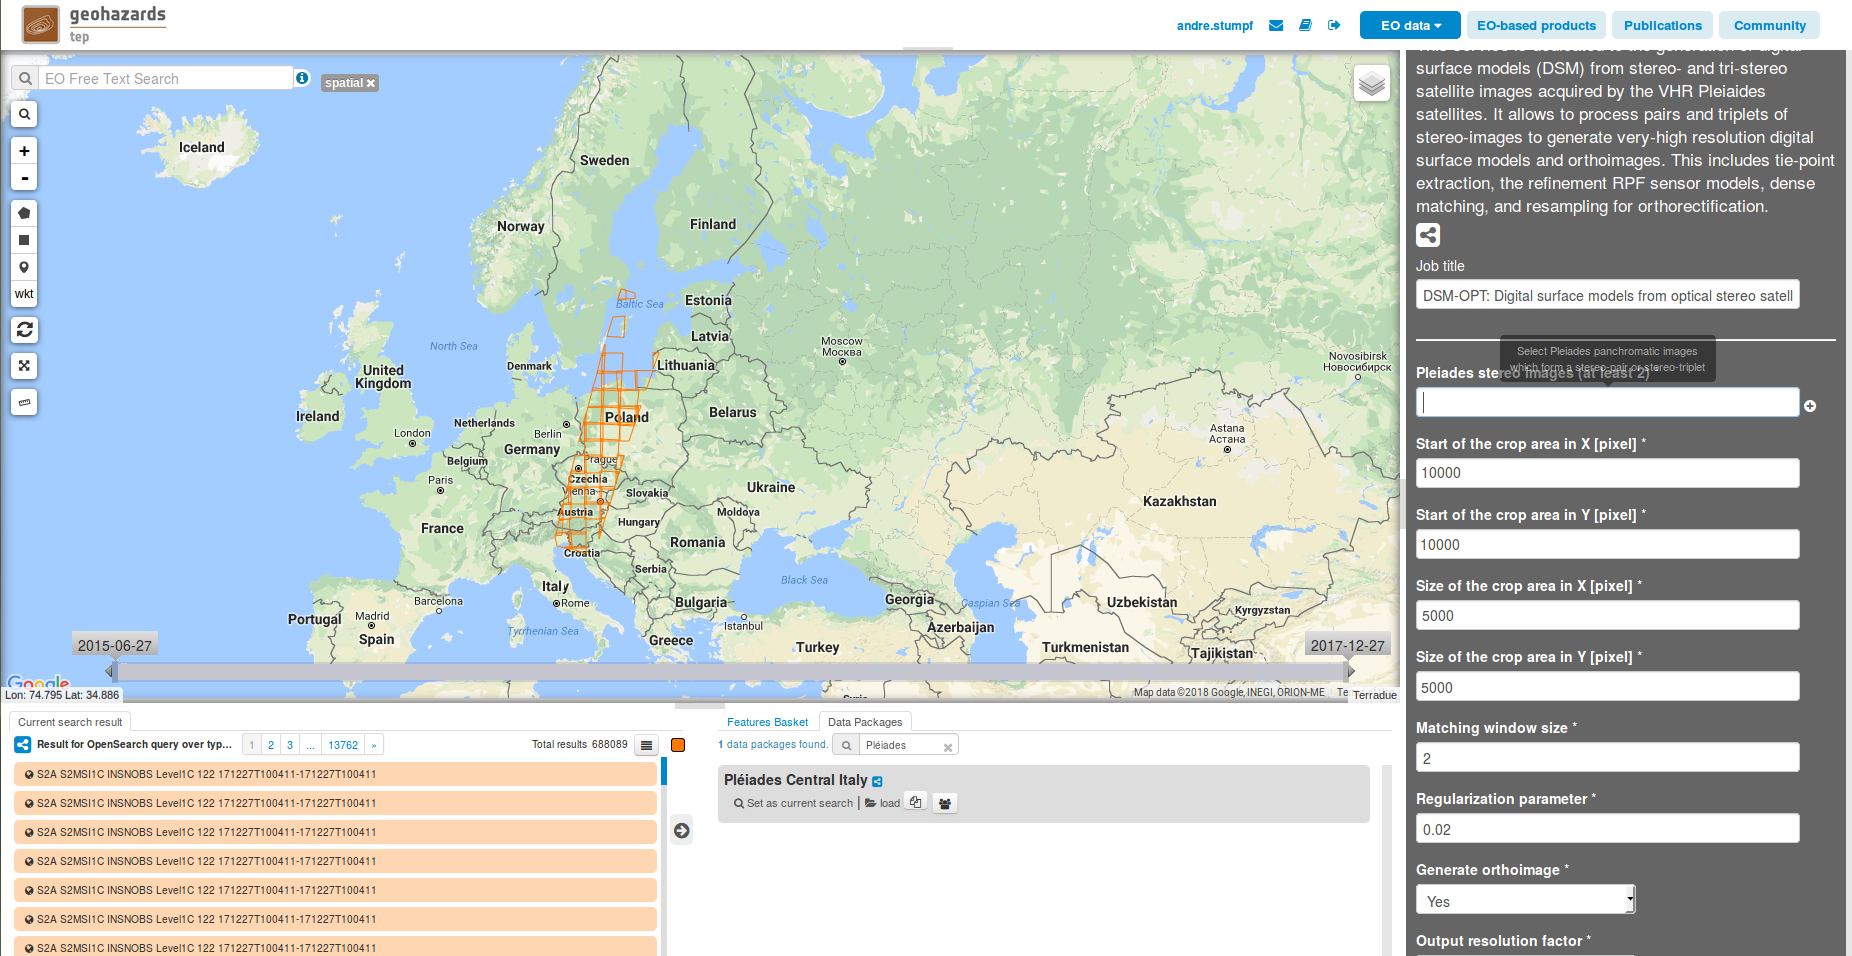 geohazards
tep
andre.stumpf
EO data
EO-based products
Publications
Community
EO Free Text Search
spatial
+
-
wkt
Iceland
Sweden
Norway
Finland
Baltic Sea
Estonia
Latvia
Lithuania
North Sea
Denmark
Moscow
Москва
Novosibirsk
Новосибирск
United
Kingdom
Ireland
London
Netherlands
Berlin
Poland
Belarus
Germany
Belgium
Prague
Czechia
Paris
Vienna
Slovakia
Ukraine
Astana
Астана
Kazakhstan
Austria
Hungary
Moldova
France
Romania
Croatia
Serbia
Black Sea
Italy
Rome
Bulgaria
Georgia
Caspian Sea
Uzbekistan
Kyrgyzstan
Barcelona
Portugal
Madrid
Spain
Tyrrhenian Sea
Istanbul
Greece
Turkey
Azerbaijan
Turkmenistan
Tajikistan
2015-06-27
2017-12-27
Google
Lon: 74.795 Lat: 34.886
Map data ©2018 Google, INEGI, ORION-ME
Terradue
surface models (DSM) from stereo- and tri-stereo
satellite images acquired by the VHR Pleiaides
satellites. It allows to process pairs and triplets of
stereo-images to generate very-high resolution digital
surface models and orthoimages. This includes tie-point
extraction, the refinement RPF sensor models, dense
matching, and resampling for orthorectification.
Job title
DSM-OPT: Digital surface models from optical stereo satell
Select Pleiades panchromatic images
which form a stereo-pair or stereo-triplet
Pleiades stereo images (at least 2) *
Start of the crop area in X [pixel] *
10000
Start of the crop area in Y [pixel] *
10000
Size of the crop area in X [pixel] *
5000
Size of the crop area in Y [pixel] *
5000
Matching window size *
2
Regularization parameter *
0.02
Generate orthoimage *
Yes
Output resolution factor *
Current search result
Result for OpenSearch query over typ...
1 2 3 ... 13762 »
Total results 688089
S2A S2MSI1C INSNOBS Level1C 122 171227T100411-171227T100411
S2A S2MSI1C INSNOBS Level1C 122 171227T100411-171227T100411
S2A S2MSI1C INSNOBS Level1C 122 171227T100411-171227T100411
S2A S2MSI1C INSNOBS Level1C 122 171227T100411-171227T100411
S2A S2MSI1C INSNOBS Level1C 122 171227T100411-171227T100411
S2A S2MSI1C INSNOBS Level1C 122 171227T100411-171227T100411
S2A S2MSI1C INSNOBS Level1C 122 171227T100411-171227T100411
Features Basket
Data Packages
1 data packages found.
Pléiades
Pléiades Central Italy
Set as current search
load